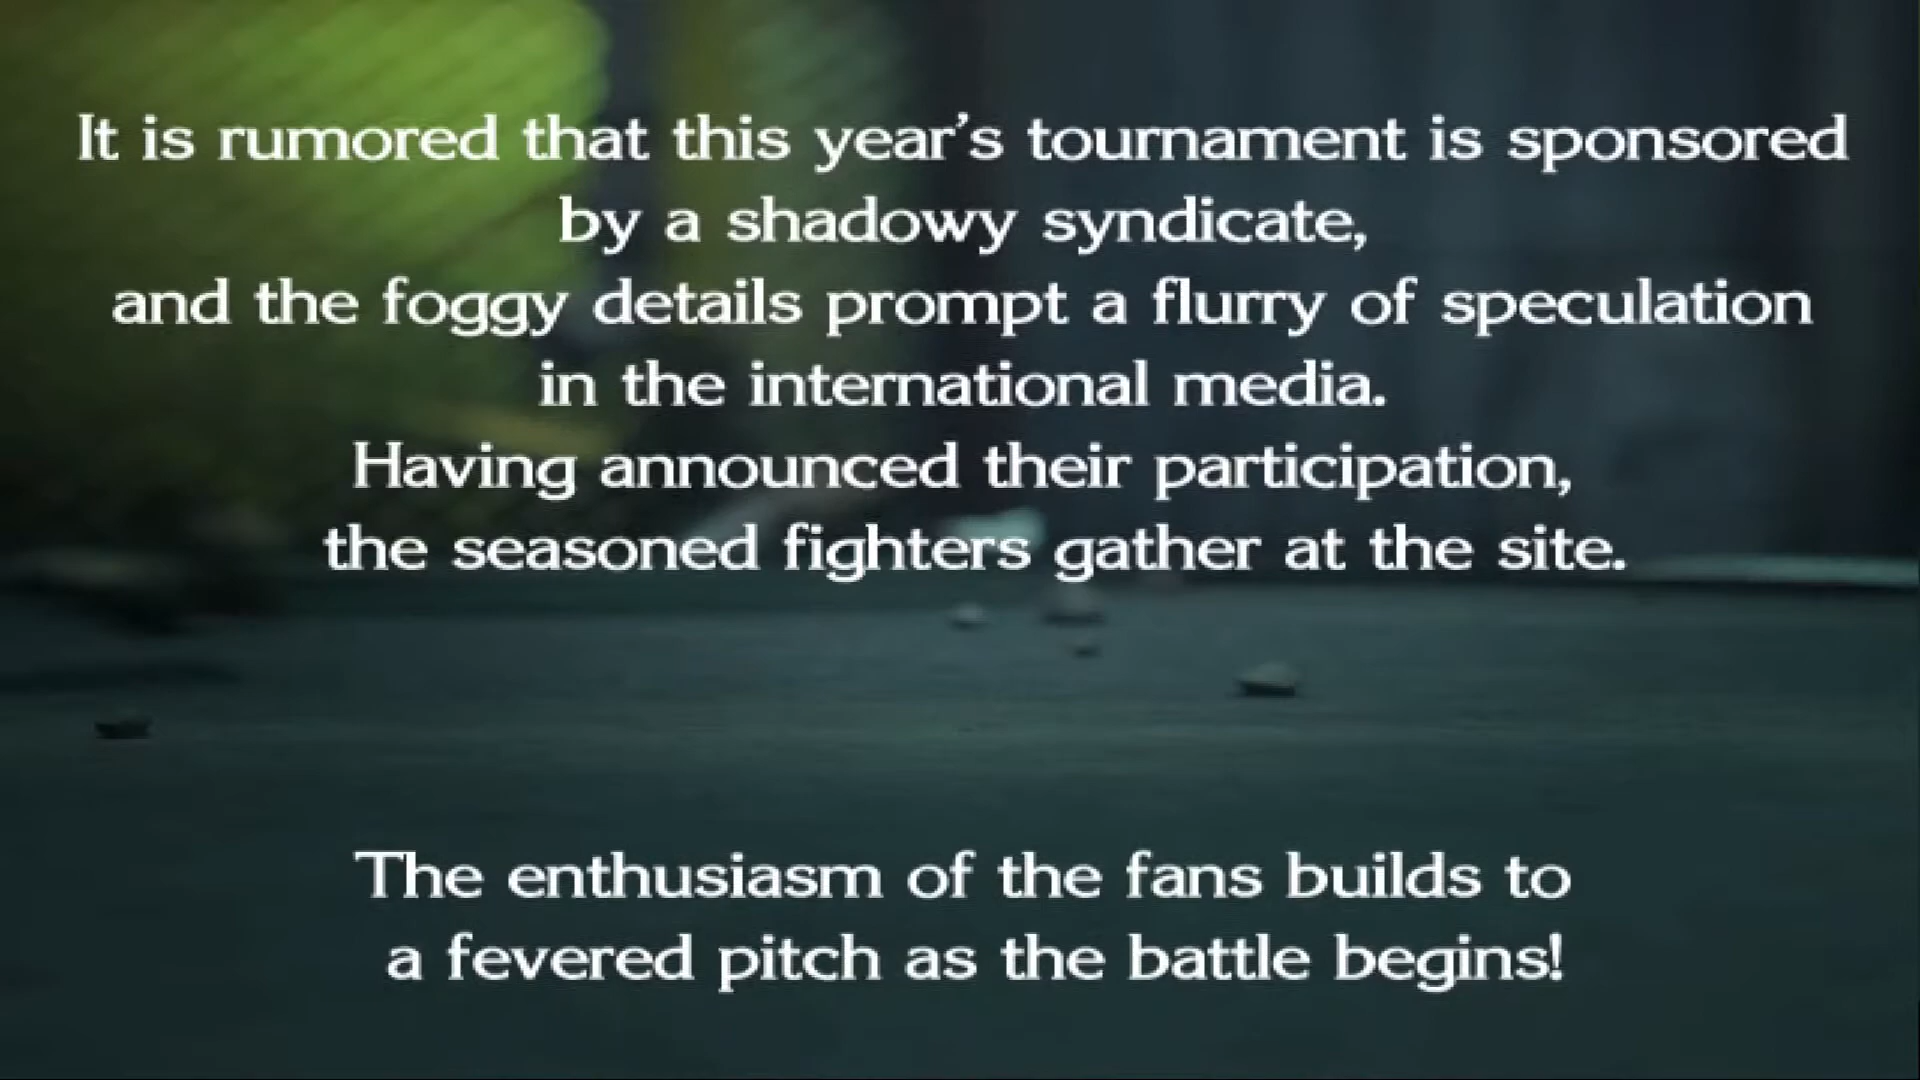 It is rumored that this year's tournament is sponsored
by a shadowy syndicate,
and the foggy details prompt a flurry of speculation
in the international media.
Having announced their participation,
the seasoned fighters gather at the site.
The enthusiasm of the fans builds to
a fevered pitch as the battle begins!